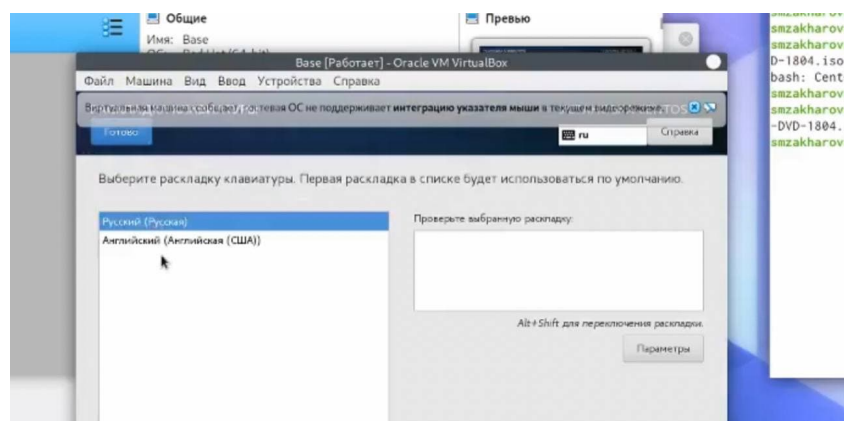 Общие
Превью
Имя: Base
Base [Работает] - Oracle VM VirtualBox
Файл Машина Вид Ввод Устройства Справка
Виртуальная машина сообщает, гостевая ОС не поддерживает интеграцию указателя мыши в текущем видеорежиме.
Готово
ru
Справка
Выберите раскладку клавиатуры. Первая раскладка в списке будет использоваться по умолчанию.
Русский (Русская)
Английский (Английская (США))
Проверьте выбранную раскладку:
Alt+Shift для переключения раскладки.
Параметры
smzakharov
smzakharov
D-1804.iso
bash: Cent
smzakharov
smzakharov
-DVD-1804.
smzakharov